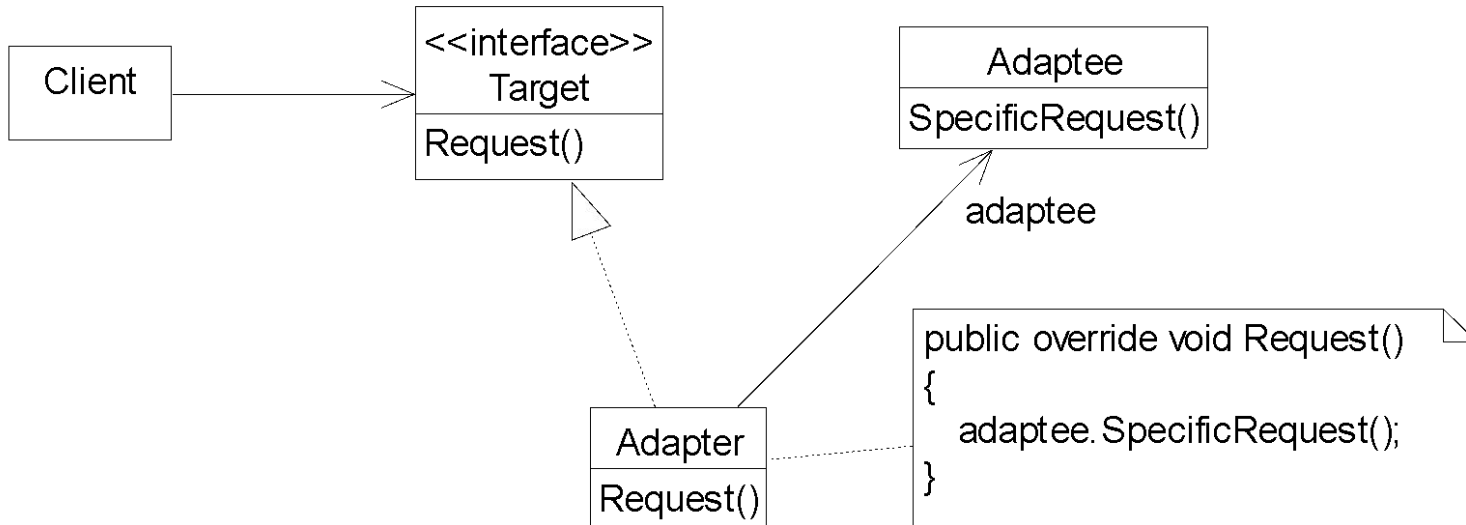 Client
<<interface>>
Target
Request()
Adaptee
SpecificRequest()
adaptee
Adapter
Request()
public override void Request()
{
adaptee.SpecificRequest();
}